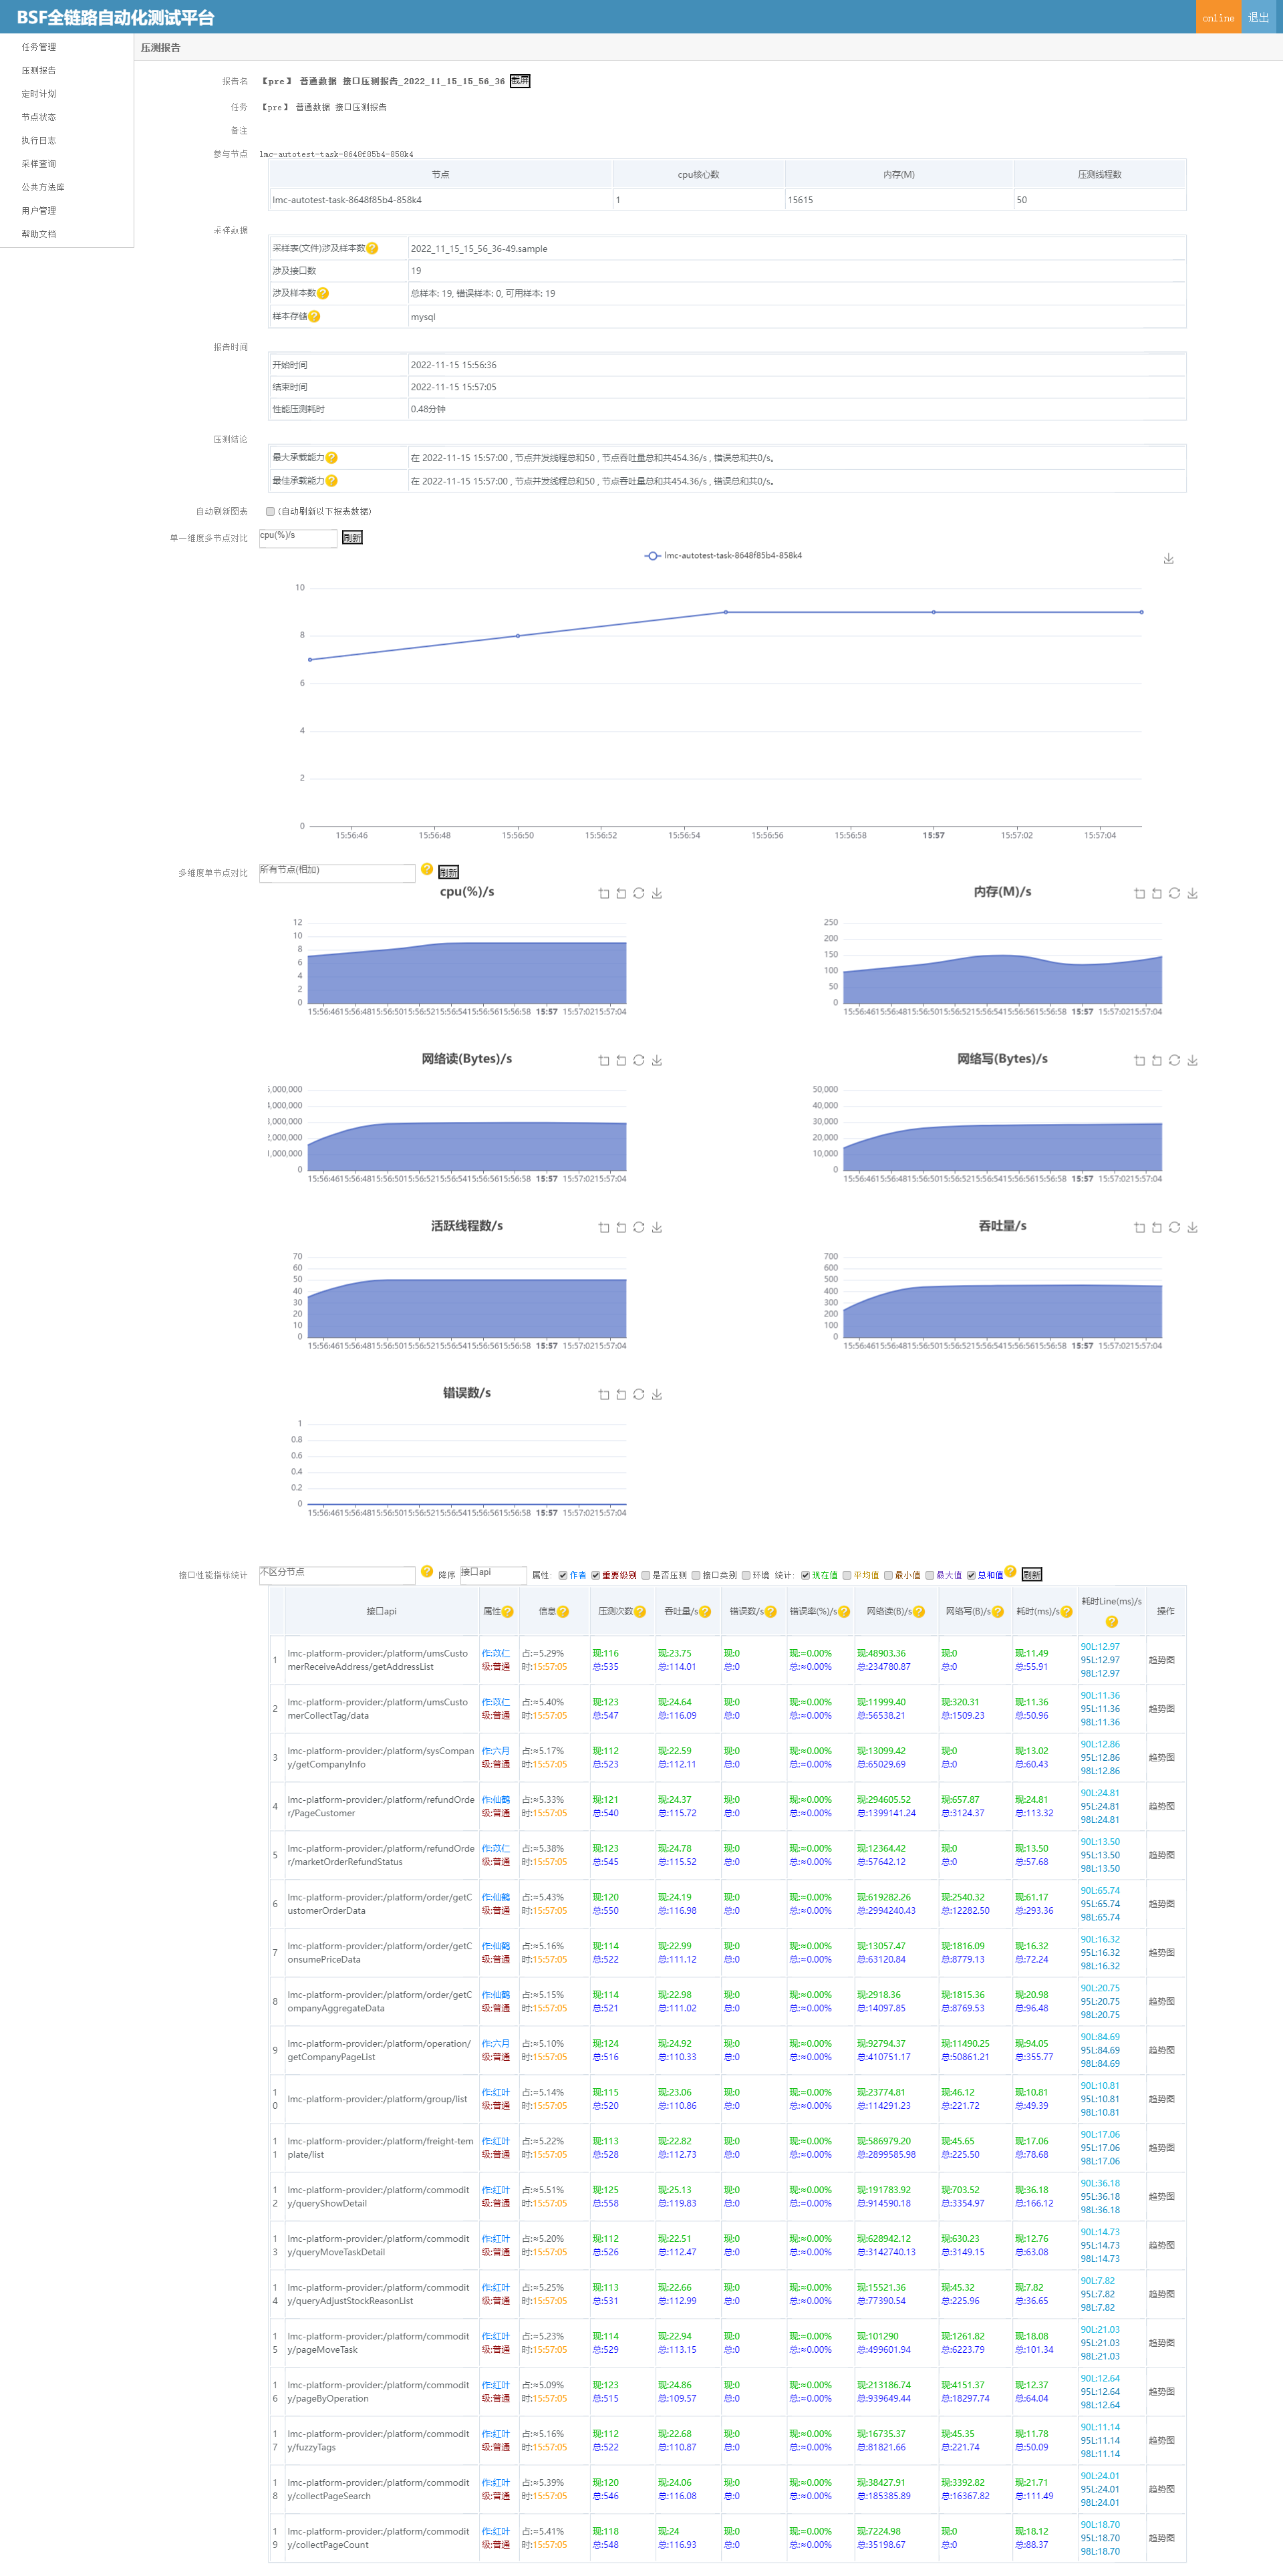 BSF全链路自动化测试平台
online 退出
任务管理
压测报告
定时计划
节点状态
执行日志
采样查询
公共方法库
用户管理
帮助文档
压测报告
报告名 【pre】 普通数据 接口压测报告_2022_11_15_15_56_36 截屏
任务 【pre】 普通数据 接口压测报告
备注
参与节点 lmc-autotest-task-8648f85b4-858k4
节点 cpu核心数 内存(M) 压测线程数
lmc-autotest-task-8648f85b4-858k4 1 15615 50
采样数据
采样表(文件)涉及样本数? 2022_11_15_15_56_36-49.sample
涉及接口数 19
涉及样本数? 总样本: 19, 错误样本: 0, 可用样本: 19
样本存储? mysql
报告时间
开始时间 2022-11-15 15:56:36
结束时间 2022-11-15 15:57:05
性能压测耗时 0.48分钟
压测结论
最大承载能力? 在 2022-11-15 15:57:00 , 节点并发线程总和50 , 节点吞吐量总和共454.36/s , 错误总和共0/s。
最佳承载能力? 在 2022-11-15 15:57:00 , 节点并发线程总和50 , 节点吞吐量总和共454.36/s , 错误总和共0/s。
自动刷新图表 (自动刷新以下报表数据)
单一维度多节点对比 cpu(%)/s 刷新
lmc-autotest-task-8648f85b4-858k4
10
8
6
4
2
0
15:56:46 15:56:48 15:56:50 15:56:52 15:56:54 15:56:56 15:56:58 15:57 15:57:02 15:57:04
多维度单节点对比 所有节点(相加) ? 刷新
cpu(%)/s
12
10
8
6
4
2
0
15:56:46 15:56:48 15:56:50 15:56:52 15:56:54 15:56:56 15:56:58 15:57 15:57:02 15:57:04
内存(M)/s
250
200
150
100
50
0
15:56:46 15:56:48 15:56:50 15:56:52 15:56:54 15:56:56 15:56:58 15:57 15:57:02 15:57:04
网络读(Bytes)/s
,000,000
,000,000
,000,000
,000,000
,000,000
0
15:56:46 15:56:48 15:56:50 15:56:52 15:56:54 15:56:56 15:56:58 15:57 15:57:02 15:57:04
网络写(Bytes)/s
50,000
40,000
30,000
20,000
10,000
0
15:56:46 15:56:48 15:56:50 15:56:52 15:56:54 15:56:56 15:56:58 15:57 15:57:02 15:57:04
活跃线程数/s
70
60
50
40
30
20
10
0
15:56:46 15:56:48 15:56:50 15:56:52 15:56:54 15:56:56 15:56:58 15:57 15:57:02 15:57:04
吞吐量/s
700
600
500
400
300
200
100
0
15:56:46 15:56:48 15:56:50 15:56:52 15:56:54 15:56:56 15:56:58 15:57 15:57:02 15:57:04
错误数/s
1
0.8
0.6
0.4
0.2
0
15:56:46 15:56:48 15:56:50 15:56:52 15:56:54 15:56:56 15:56:58 15:57 15:57:02 15:57:04
接口性能指标统计 不区分节点 ? 降序 接口api 属性: 作者 重要级别 是否压测 接口类别 环境 统计: 现在值 平均值 最小值 最大值 总和值? 刷新
接口api 属性? 信息? 压测次数? 吞吐量/s? 错误数/s? 错误率(%)/s? 网络读(B)/s? 网络写(B)/s? 耗时(ms)/s? 耗时Line(ms)/s? 操作
1 lmc-platform-provider:/platform/umsCustomerReceiveAddress/getAddressList 作:苡仁 级:普通 占:≈5.29% 时:15:57:05 现:116 总:535 现:23.75 总:114.01 现:0 总:0 现:≈0.00% 总:≈0.00% 现:48903.36 总:234780.87 现:0 总:0 现:11.49 总:55.91 90L:12.97 95L:12.97 98L:12.97 趋势图
2 lmc-platform-provider:/platform/umsCustomerCollectTag/data 作:苡仁 级:普通 占:≈5.40% 时:15:57:05 现:123 总:547 现:24.64 总:116.09 现:0 总:0 现:≈0.00% 总:≈0.00% 现:11999.40 总:56538.21 现:320.31 总:1509.23 现:11.36 总:50.96 90L:11.36 95L:11.36 98L:11.36 趋势图
3 lmc-platform-provider:/platform/sysCompany/getCompanyInfo 作:六月 级:普通 占:≈5.17% 时:15:57:05 现:112 总:523 现:22.59 总:112.11 现:0 总:0 现:≈0.00% 总:≈0.00% 现:13099.42 总:65029.69 现:0 总:0 现:13.02 总:60.43 90L:12.86 95L:12.86 98L:12.86 趋势图
4 lmc-platform-provider:/platform/refundOrder/PageCustomer 作:仙鹤 级:普通 占:≈5.33% 时:15:57:05 现:121 总:540 现:24.37 总:115.72 现:0 总:0 现:≈0.00% 总:≈0.00% 现:294605.52 总:1399141.24 现:657.87 总:3124.37 现:24.81 总:113.32 90L:24.81 95L:24.81 98L:24.81 趋势图
5 lmc-platform-provider:/platform/refundOrder/marketOrderRefundStatus 作:苡仁 级:普通 占:≈5.38% 时:15:57:05 现:123 总:545 现:24.78 总:115.52 现:0 总:0 现:≈0.00% 总:≈0.00% 现:12364.42 总:57642.12 现:0 总:0 现:13.50 总:57.68 90L:13.50 95L:13.50 98L:13.50 趋势图
6 lmc-platform-provider:/platform/order/getCustomerOrderData 作:仙鹤 级:普通 占:≈5.43% 时:15:57:05 现:120 总:550 现:24.19 总:116.98 现:0 总:0 现:≈0.00% 总:≈0.00% 现:619282.26 总:2994240.43 现:2540.32 总:12282.50 现:61.17 总:293.36 90L:65.74 95L:65.74 98L:65.74 趋势图
7 lmc-platform-provider:/platform/order/getConsumePriceData 作:仙鹤 级:普通 占:≈5.16% 时:15:57:05 现:114 总:522 现:22.99 总:111.12 现:0 总:0 现:≈0.00% 总:≈0.00% 现:13057.47 总:63120.84 现:1816.09 总:8779.13 现:16.32 总:72.24 90L:16.32 95L:16.32 98L:16.32 趋势图
8 lmc-platform-provider:/platform/order/getCompanyAggregateData 作:仙鹤 级:普通 占:≈5.15% 时:15:57:05 现:114 总:521 现:22.98 总:111.02 现:0 总:0 现:≈0.00% 总:≈0.00% 现:2918.36 总:14097.85 现:1815.36 总:8769.53 现:20.98 总:96.48 90L:20.75 95L:20.75 98L:20.75 趋势图
9 lmc-platform-provider:/platform/operation/getCompanyPageList 作:六月 级:普通 占:≈5.10% 时:15:57:05 现:124 总:516 现:24.92 总:110.33 现:0 总:0 现:≈0.00% 总:≈0.00% 现:92794.37 总:410751.17 现:11490.25 总:50861.21 现:94.05 总:355.77 90L:84.69 95L:84.69 98L:84.69 趋势图
10 lmc-platform-provider:/platform/group/list 作:红叶 级:普通 占:≈5.14% 时:15:57:05 现:115 总:520 现:23.06 总:110.86 现:0 总:0 现:≈0.00% 总:≈0.00% 现:23774.81 总:114291.23 现:46.12 总:221.72 现:10.81 总:49.39 90L:10.81 95L:10.81 98L:10.81 趋势图
11 lmc-platform-provider:/platform/freight-template/list 作:红叶 级:普通 占:≈5.22% 时:15:57:05 现:113 总:528 现:22.82 总:112.73 现:0 总:0 现:≈0.00% 总:≈0.00% 现:586979.20 总:2899585.98 现:45.65 总:225.50 现:17.06 总:78.68 90L:17.06 95L:17.06 98L:17.06 趋势图
12 lmc-platform-provider:/platform/commodity/queryShowDetail 作:红叶 级:普通 占:≈5.51% 时:15:57:05 现:125 总:558 现:25.13 总:119.83 现:0 总:0 现:≈0.00% 总:≈0.00% 现:191783.92 总:914590.18 现:703.52 总:3354.97 现:36.18 总:166.12 90L:36.18 95L:36.18 98L:36.18 趋势图
13 lmc-platform-provider:/platform/commodity/queryMoveTaskDetail 作:红叶 级:普通 占:≈5.20% 时:15:57:05 现:112 总:526 现:22.51 总:112.47 现:0 总:0 现:≈0.00% 总:≈0.00% 现:628942.12 总:3142740.13 现:630.23 总:3149.15 现:12.76 总:63.08 90L:14.73 95L:14.73 98L:14.73 趋势图
14 lmc-platform-provider:/platform/commodity/queryAdjustStockReasonList 作:红叶 级:普通 占:≈5.25% 时:15:57:05 现:113 总:531 现:22.66 总:112.99 现:0 总:0 现:≈0.00% 总:≈0.00% 现:15521.36 总:77390.54 现:45.32 总:225.96 现:7.82 总:36.65 90L:7.82 95L:7.82 98L:7.82 趋势图
15 lmc-platform-provider:/platform/commodity/pageMoveTask 作:红叶 级:普通 占:≈5.23% 时:15:57:05 现:114 总:529 现:22.94 总:113.15 现:0 总:0 现:≈0.00% 总:≈0.00% 现:101290 总:499601.94 现:1261.82 总:6223.79 现:18.08 总:101.34 90L:21.03 95L:21.03 98L:21.03 趋势图
16 lmc-platform-provider:/platform/commodity/pageByOperation 作:红叶 级:普通 占:≈5.09% 时:15:57:05 现:123 总:515 现:24.86 总:109.57 现:0 总:0 现:≈0.00% 总:≈0.00% 现:213186.74 总:939649.44 现:4151.37 总:18297.74 现:12.37 总:64.04 90L:12.64 95L:12.64 98L:12.64 趋势图
17 lmc-platform-provider:/platform/commodity/fuzzyTags 作:红叶 级:普通 占:≈5.16% 时:15:57:05 现:112 总:522 现:22.68 总:110.87 现:0 总:0 现:≈0.00% 总:≈0.00% 现:16735.37 总:81821.66 现:45.35 总:221.74 现:11.78 总:50.09 90L:11.14 95L:11.14 98L:11.14 趋势图
18 lmc-platform-provider:/platform/commodity/collectPageSearch 作:红叶 级:普通 占:≈5.39% 时:15:57:05 现:120 总:546 现:24.06 总:116.08 现:0 总:0 现:≈0.00% 总:≈0.00% 现:38427.91 总:185385.89 现:3392.82 总:16367.82 现:21.71 总:111.49 90L:24.01 95L:24.01 98L:24.01 趋势图
19 lmc-platform-provider:/platform/commodity/collectPageCount 作:红叶 级:普通 占:≈5.41% 时:15:57:05 现:118 总:548 现:24 总:116.93 现:0 总:0 现:≈0.00% 总:≈0.00% 现:7224.98 总:35198.67 现:0 总:0 现:18.12 总:88.37 90L:18.70 95L:18.70 98L:18.70 趋势图